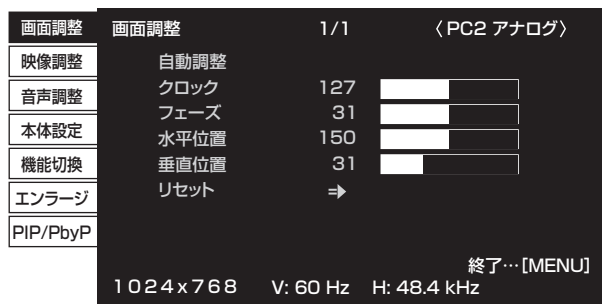 画面調整
映像調整
音声調整
本体設定
機能切換
エンラージ
PIP/PbyP
画面調整 1/1 〈PC2 アナログ〉
自動調整
クロック 127
フェーズ 31
水平位置 150
垂直位置 31
リセット
終了…[MENU]
1024x768 V: 60 Hz H: 48.4 kHz